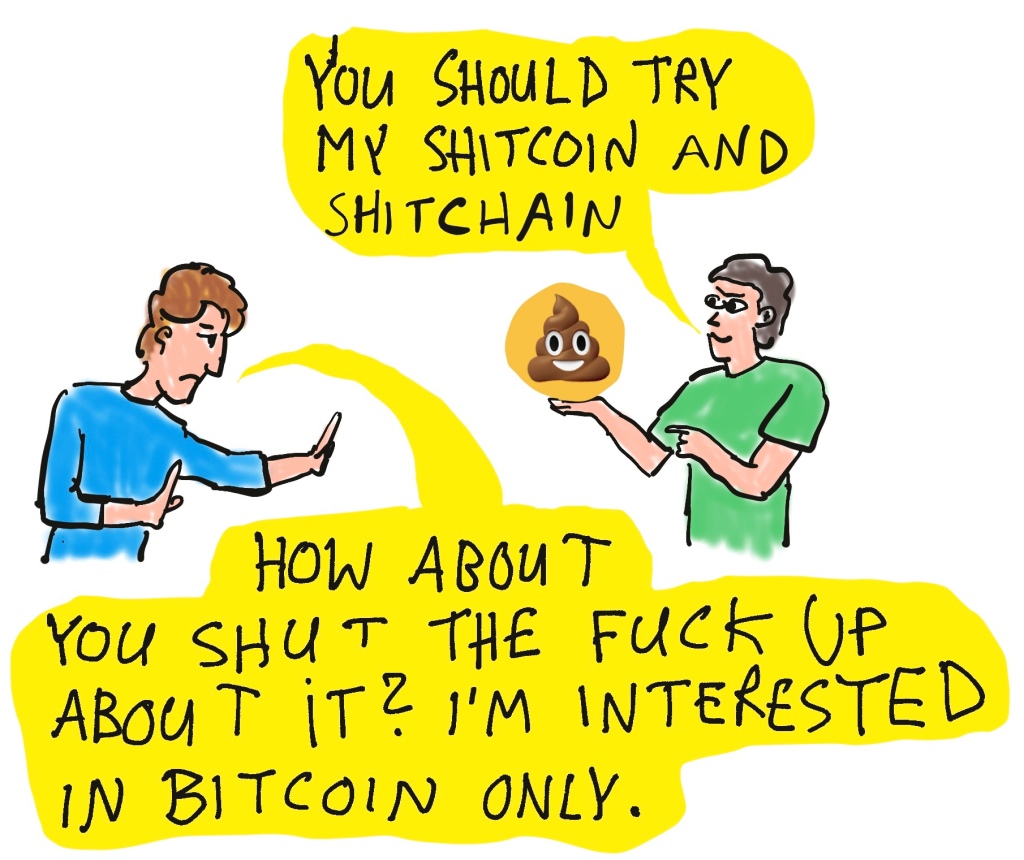 YOU SHOULD TRY
MY SHITCOIN AND
SHITCHAIN
HOW ABOUT
YOU SHUT THE FUCK UP
ABOUT IT? I'M INTERESTED
IN BITCOIN ONLY.